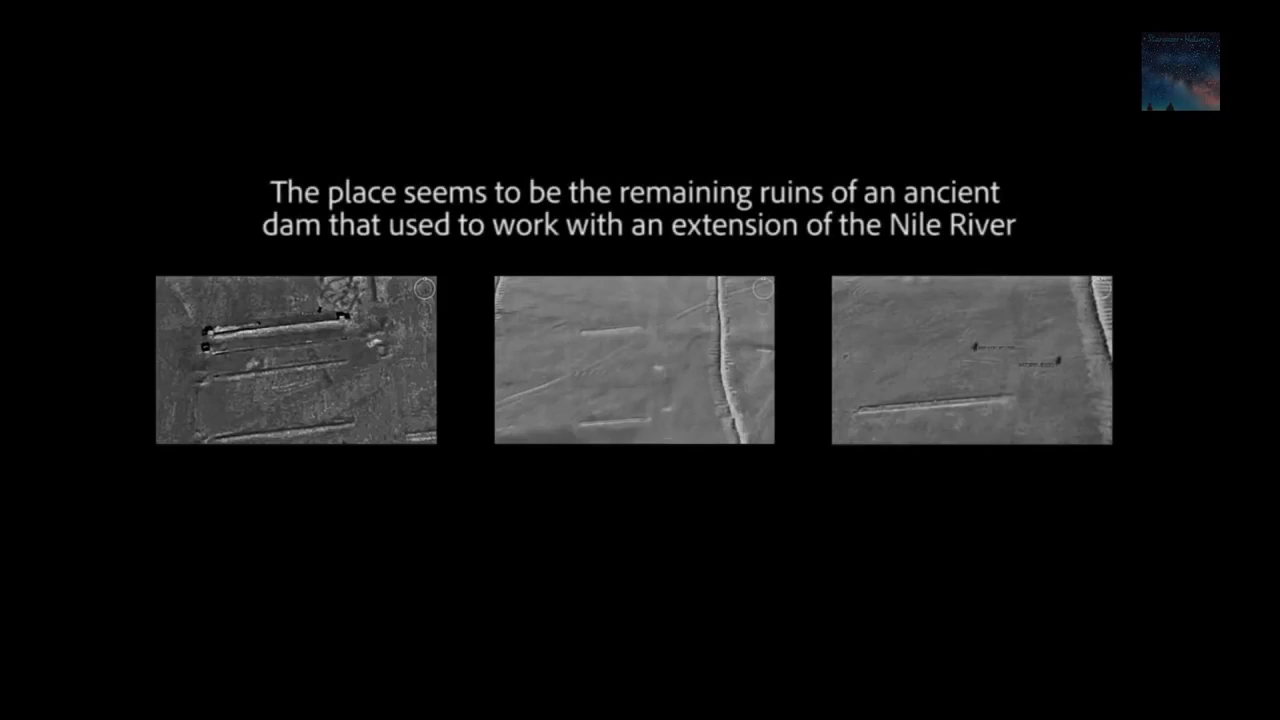 The place seems to be the remaining ruins of an ancient
dam that used to work with an extension of the Nile River